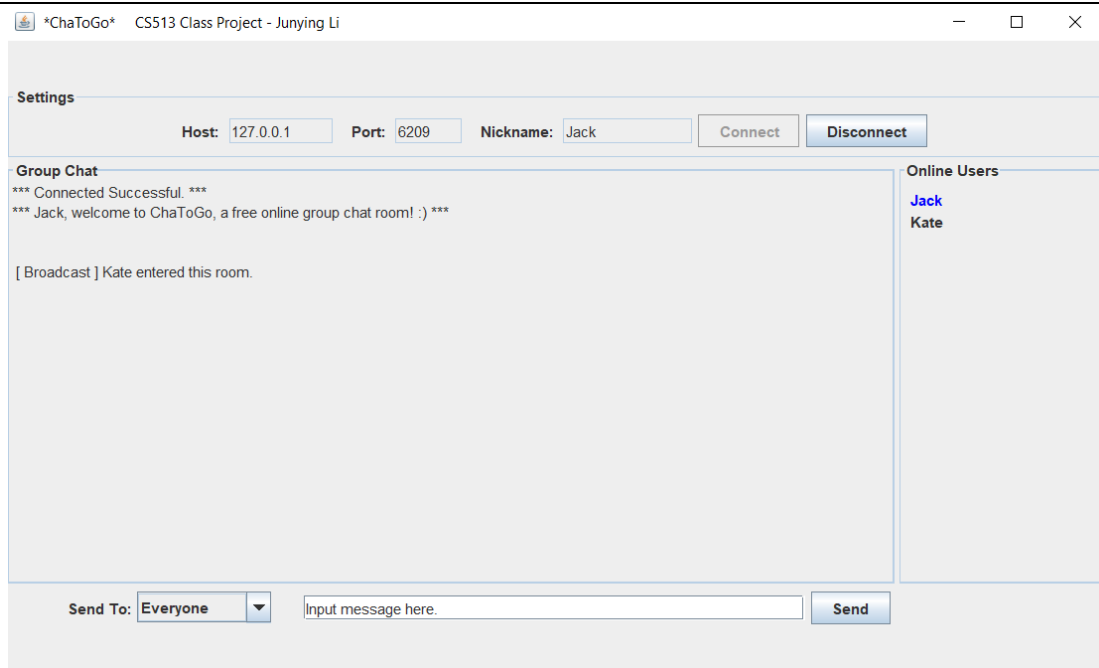 *ChaToGo* CS513 Class Project - Junying Li
Settings
Host: 127.0.0.1 Port: 6209 Nickname: Jack Connect Disconnect
Group Chat
*** Connected Successful. ***
*** Jack, welcome to ChaToGo, a free online group chat room! :) ***
[ Broadcast ] Kate entered this room.
Online Users
Jack
Kate
Send To: Everyone Input message here. Send